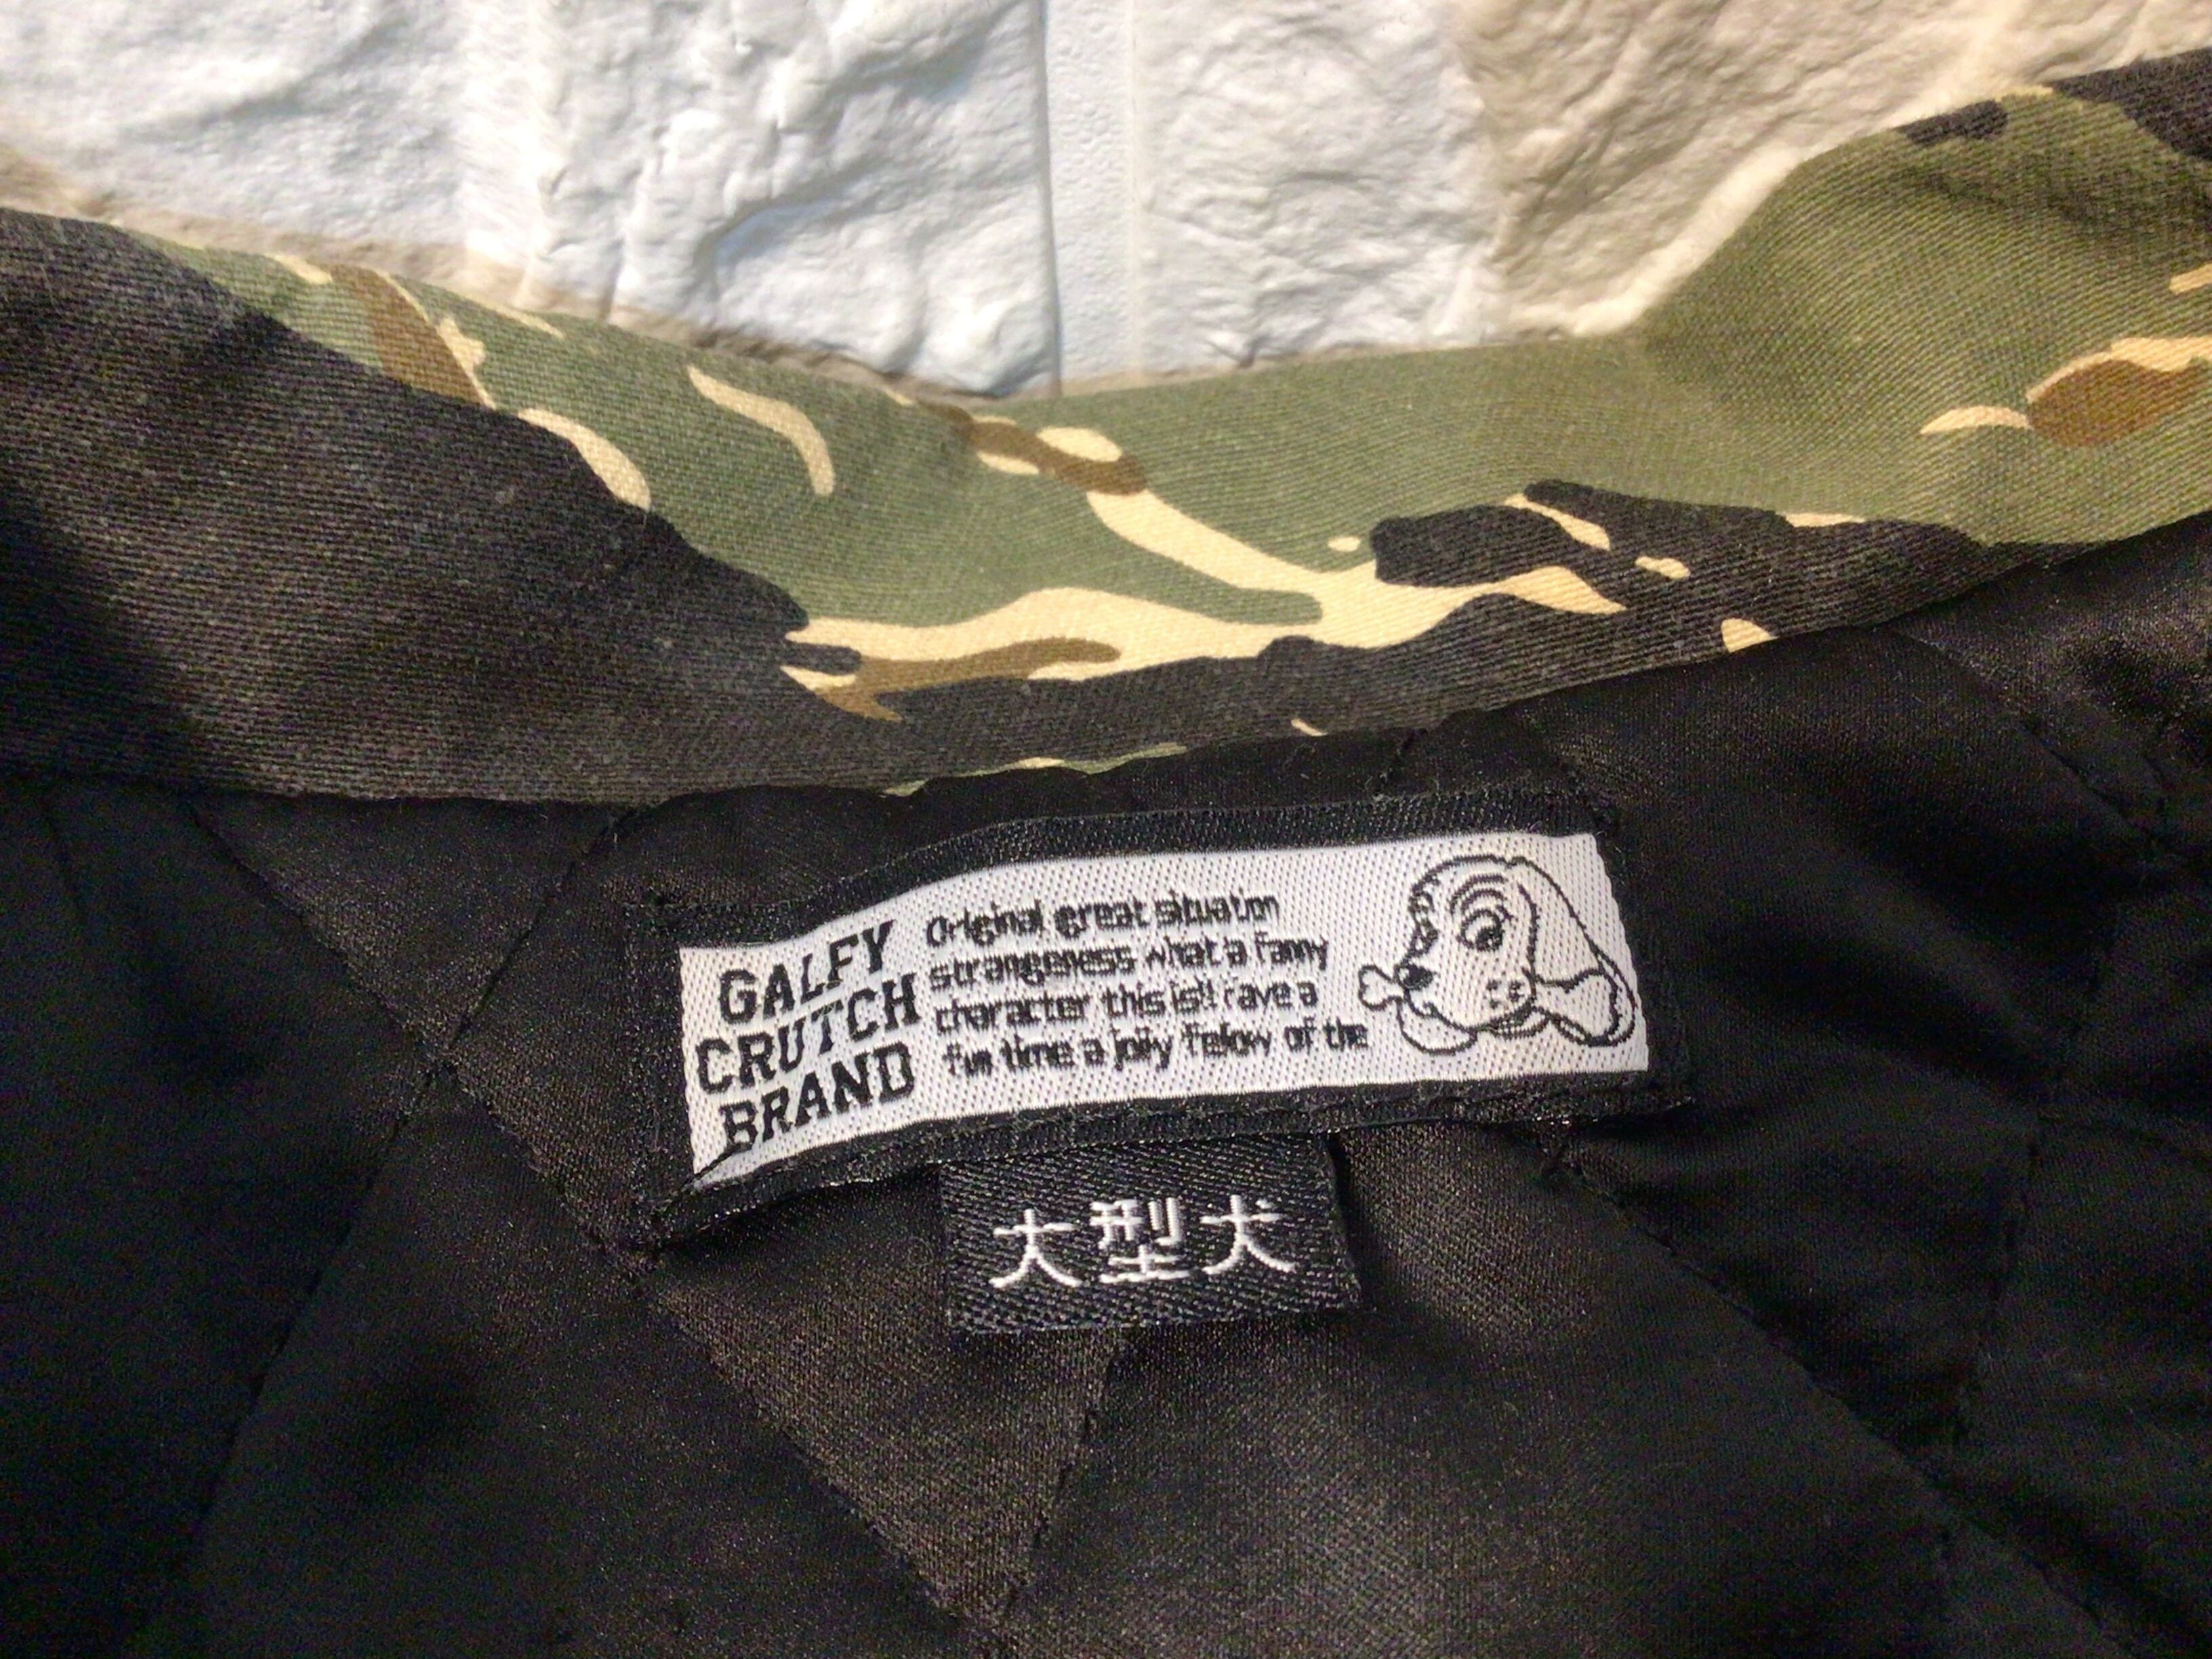 GALFY
CRUTCH
BRAND
Original great situation
strangeness what a fanny
character this is!! rave a
fun time a jolly fellow of the
大型犬